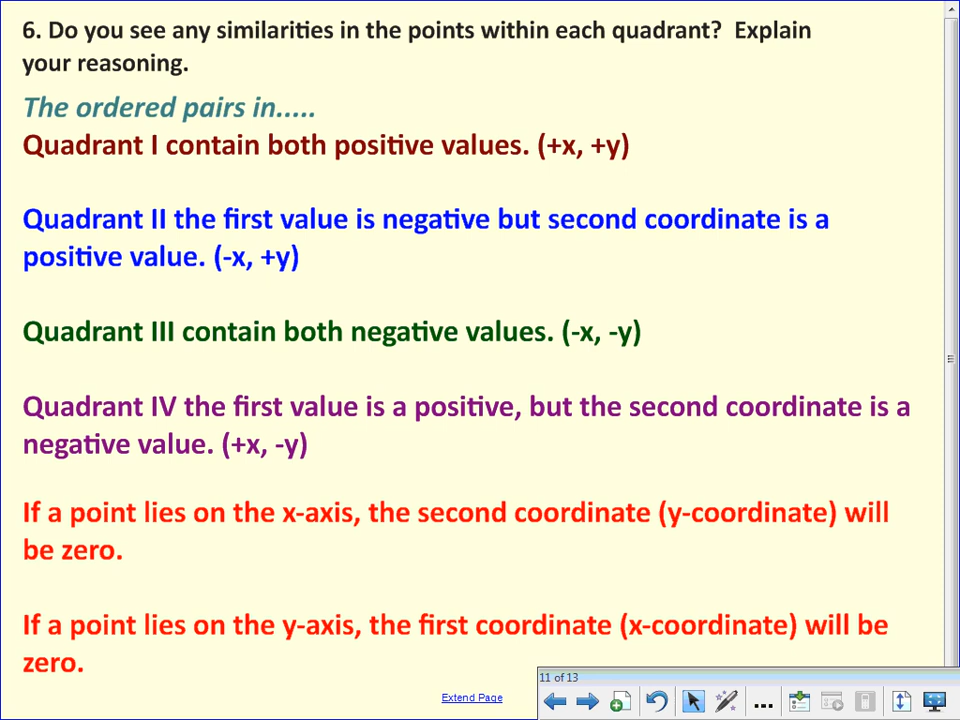 6. Do you see any similarities in the points within each quadrant?  Explain
your reasoning.
The ordered pairs in.....
Quadrant I contain both positive values. (+x, +y)
Quadrant II the first value is negative but second coordinate is a
positive value. (-x, +y)
Quadrant III contain both negative values. (-x, -y)
Quadrant IV the first value is a positive, but the second coordinate is a
negative value. (+x, -y)
If a point lies on the x-axis, the second coordinate (y-coordinate) will
be zero.
If a point lies on the y-axis, the first coordinate (x-coordinate) will be
zero.
11 of 13
Extend Page